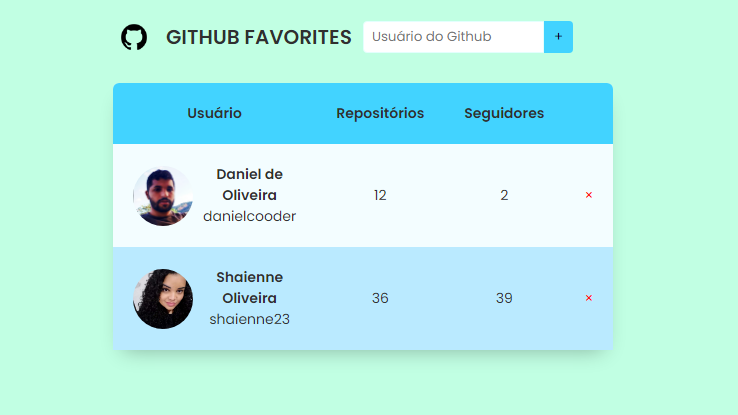 GITHUB FAVORITES
Usuário do Github
+
Usuário Repositórios Seguidores
Daniel de
Oliveira
danielcooder
12 2 ×
Shaienne
Oliveira
shaienne23
36 39 ×